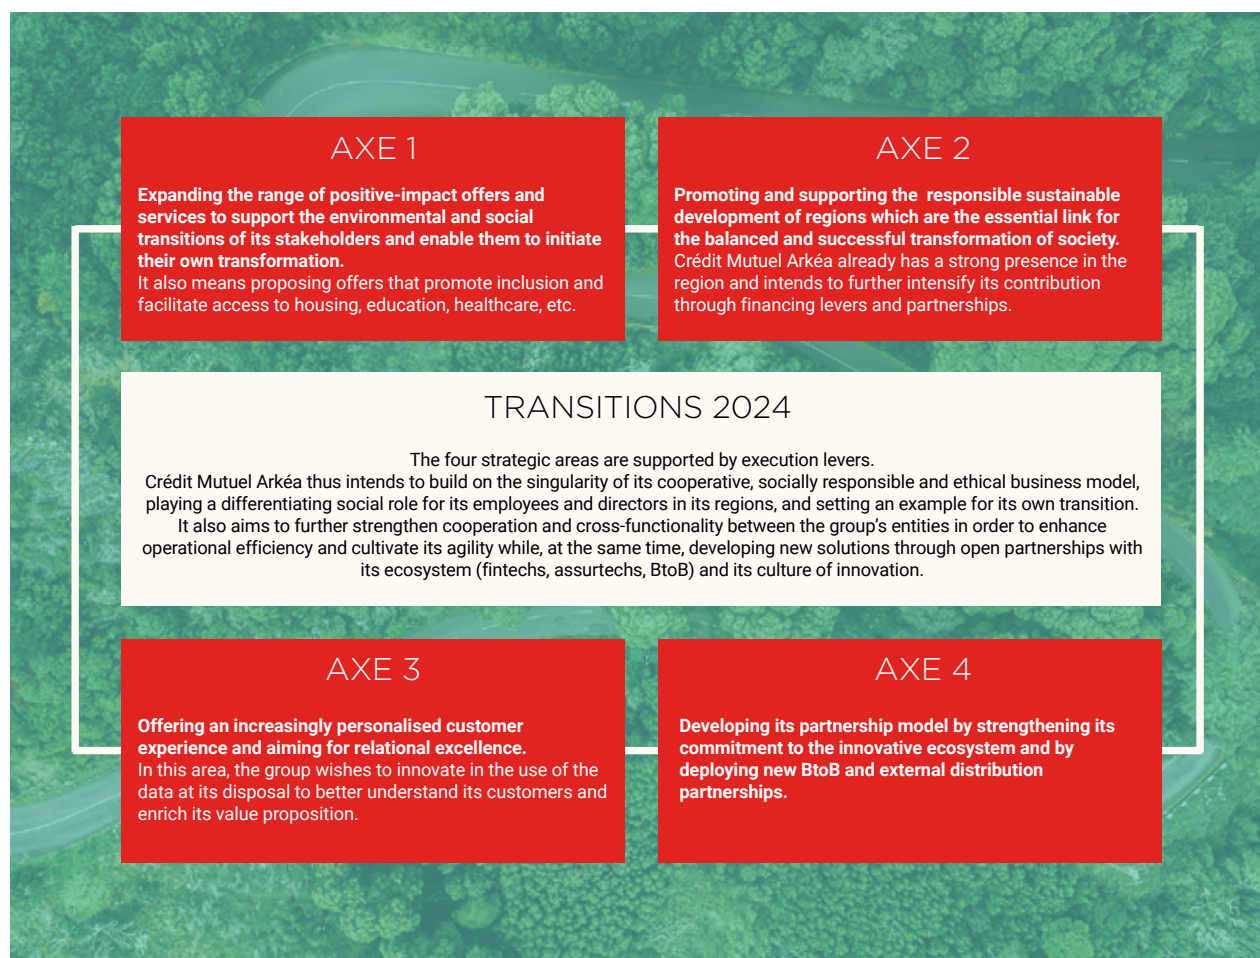 AXE 1
Expanding the range of positive-impact offers and
services to support the environmental and social
transitions of its stakeholders and enable them to initiate
their own transformation.
It also means proposing offers that promote inclusion and
facilitate access to housing, education, healthcare, etc.
AXE 2
Promoting and supporting the responsible sustainable
development of regions which are the essential link for
the balanced and successful transformation of society.
Crédit Mutuel Arkéa already has a strong presence in the
region and intends to further intensify its contribution
through financing levers and partnerships.
TRANSITIONS 2024
The four strategic areas are supported by execution levers.
Crédit Mutuel Arkéa thus intends to build on the singularity of its cooperative, socially responsible and ethical business model,
playing a differentiating social role for its employees and directors in its regions, and setting an example for its own transition.
It also aims to further strengthen cooperation and cross-functionality between the group's entities in order to enhance
operational efficiency and cultivate its agility while, at the same time, developing new solutions through open partnerships with
its ecosystem (fintechs, assurtechs, BtoB) and its culture of innovation.
AXE 3
Offering an increasingly personalised customer
experience and aiming for relational excellence.
In this area, the group wishes to innovate in the use of the
data at its disposal to better understand its customers and
enrich its value proposition.
AXE 4
Developing its partnership model by strengthening its
commitment to the innovative ecosystem and by
deploying new BtoB and external distribution
partnerships.